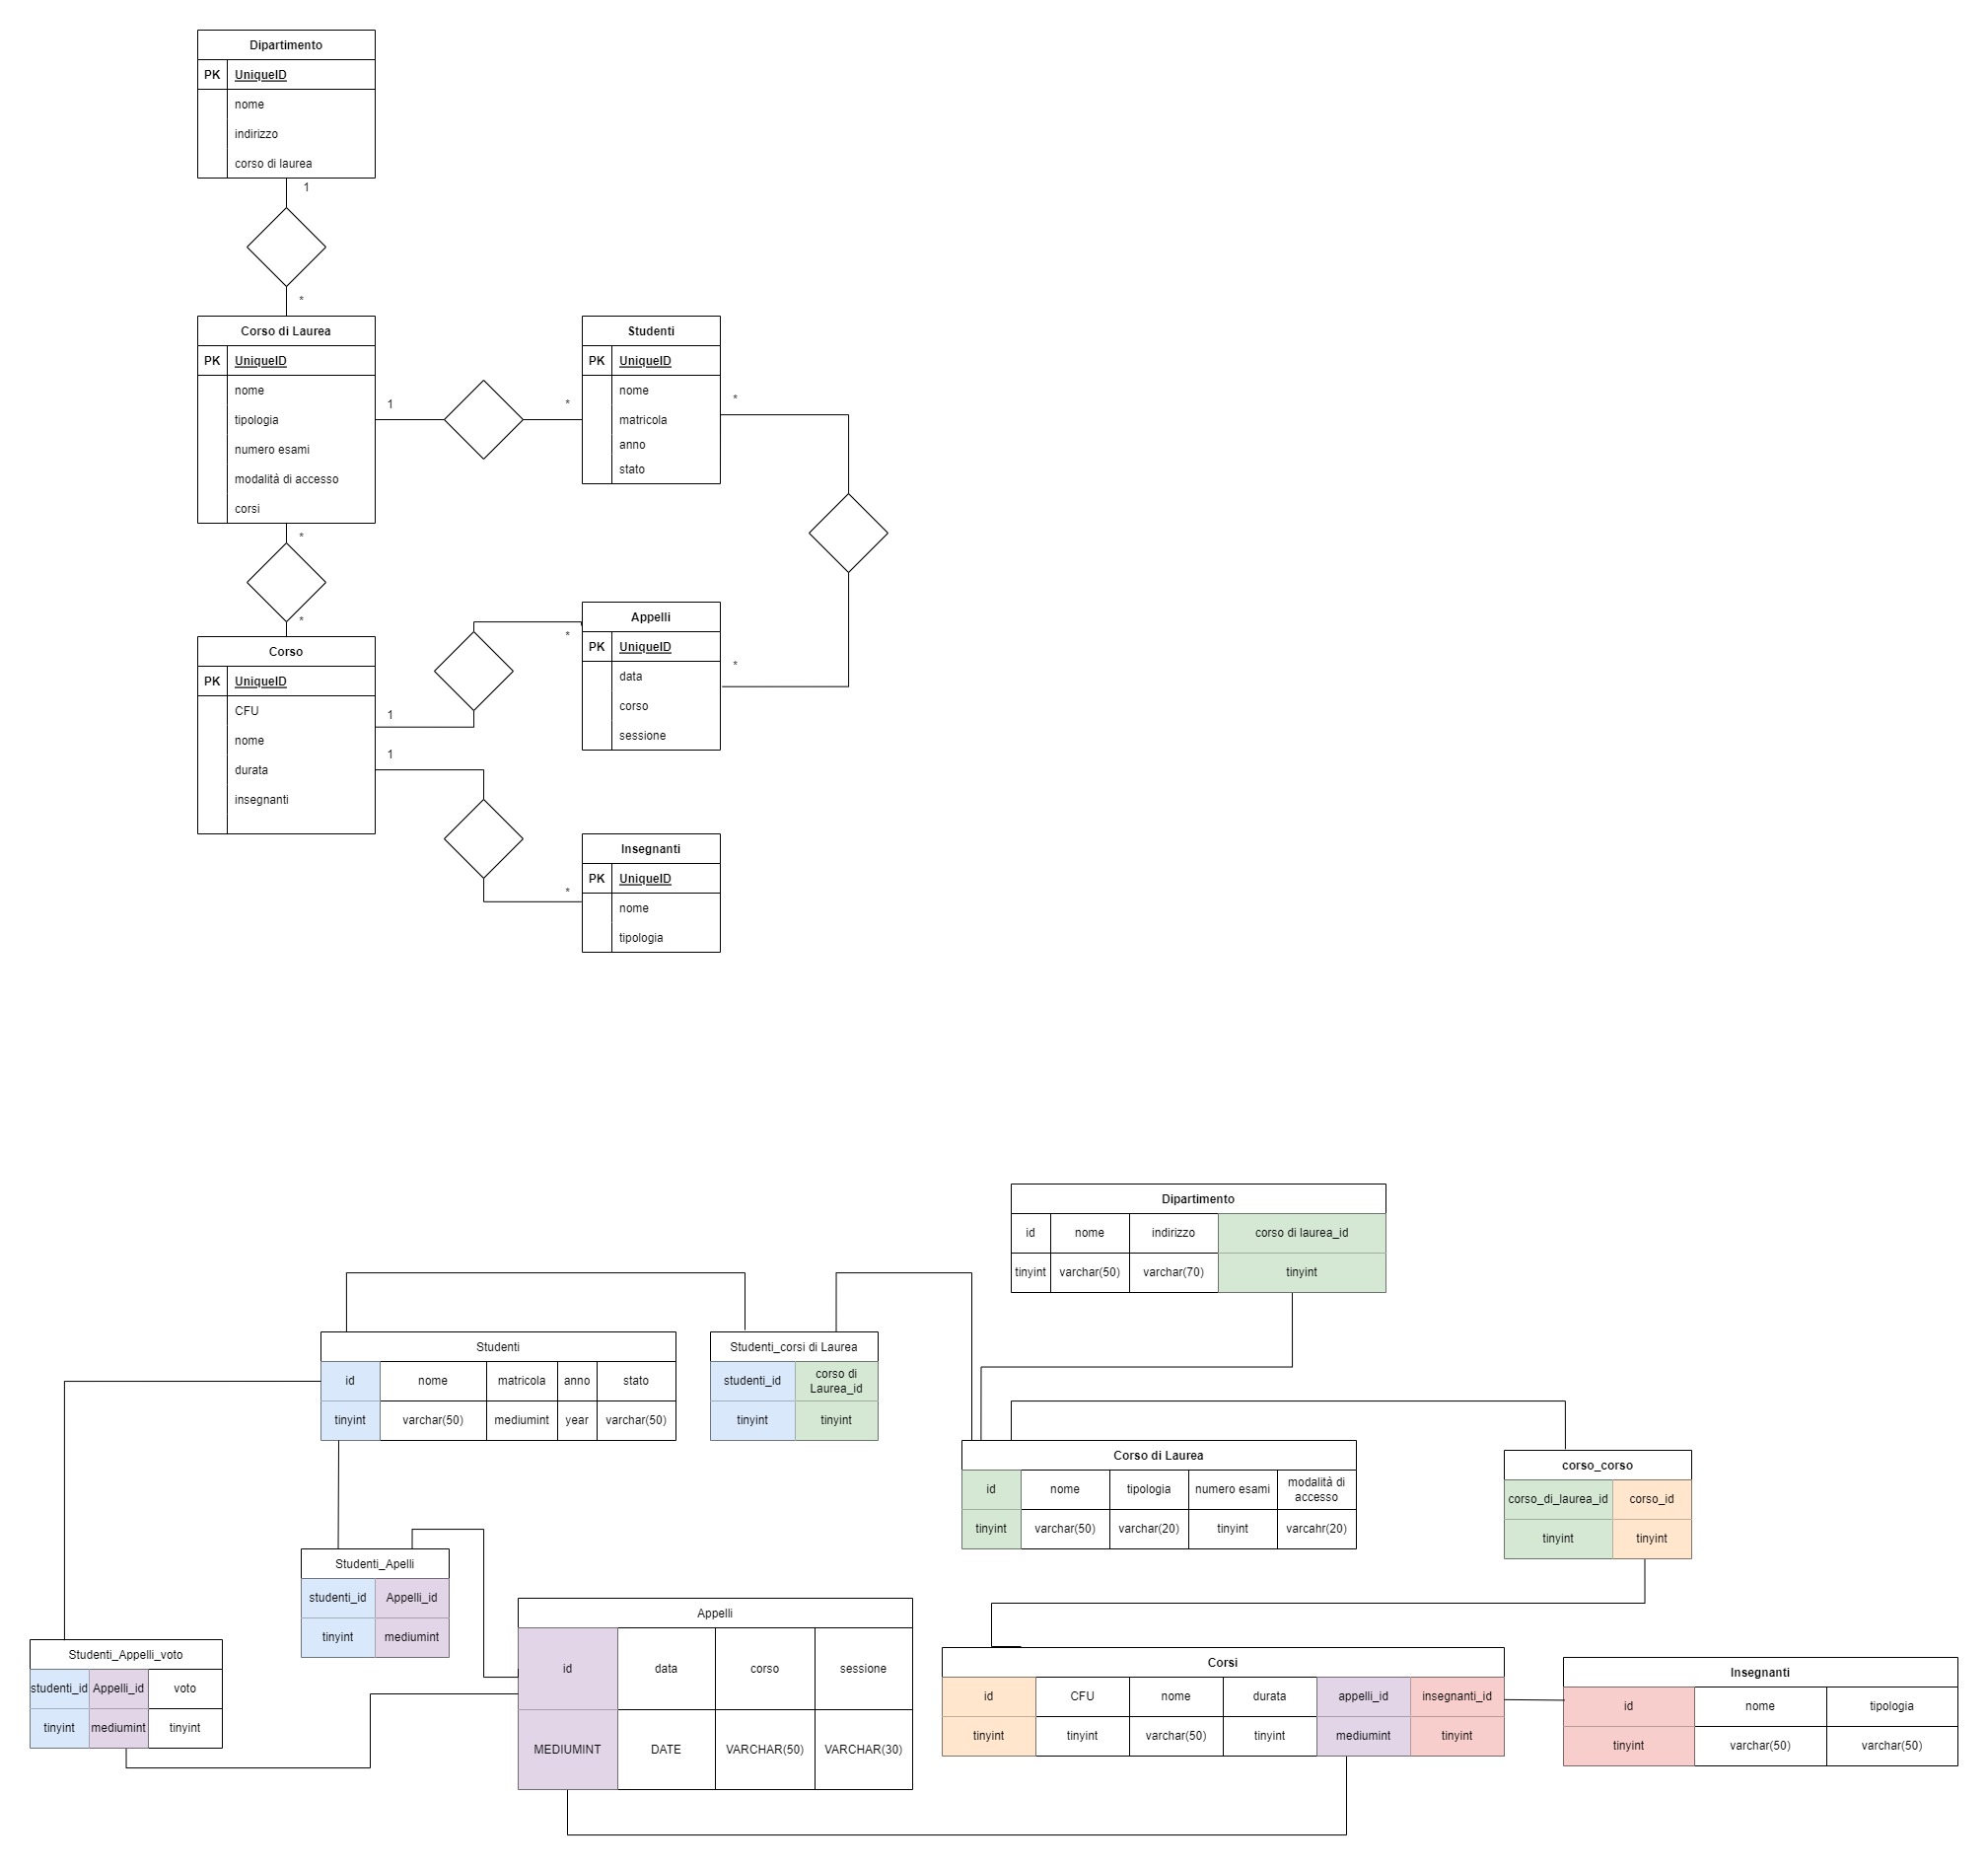 Dipartimento
PK UniqueID
nome
indirizzo
corso di laurea
1
*
Corso di Laurea
PK UniqueID
nome
tipologia
numero esami
modalità di accesso
corsi
1
*
Studenti
PK UniqueID
nome
matricola
anno
stato
*
*
*
Corso
PK UniqueID
CFU
nome
durata
insegnanti
1
1
*
Appelli
PK UniqueID
data
corso
sessione
*
*
Insegnanti
PK UniqueID
nome
tipologia
Dipartimento
id nome indirizzo corso di laurea_id
tinyint varchar(50) varchar(70) tinyint
Studenti
id nome matricola anno stato
tinyint varchar(50) mediumint year varchar(50)
Studenti_corsi di Laurea
studenti_id corso di
Laurea_id
tinyint tinyint
Corso di Laurea
id nome tipologia numero esami modalità di
accesso
tinyint varchar(50) varchar(20) tinyint varcahr(20)
corso_corso
corso_di_laurea_id corso_id
tinyint tinyint
Studenti_Apelli
studenti_id Appelli_id
tinyint mediumint
Appelli
id data corso sessione
MEDIUMINT DATE VARCHAR(50) VARCHAR(30)
Studenti_Appelli_voto
studenti_id Appelli_id voto
tinyint mediumint tinyint
Corsi
id CFU nome durata appelli_id insegnanti_id
tinyint tinyint varchar(50) tinyint mediumint tinyint
Insegnanti
id nome tipologia
tinyint varchar(50) varchar(50)